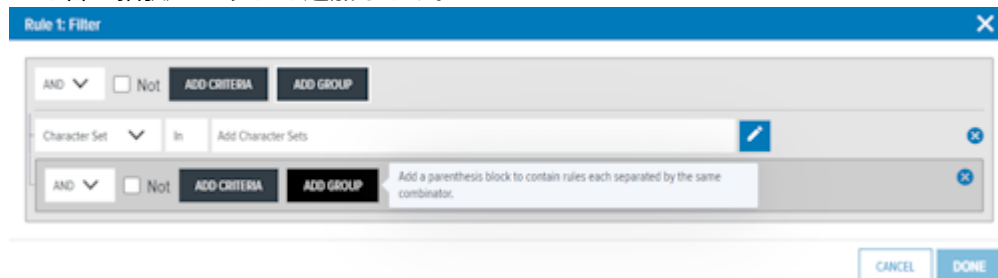 Rule 1: Filter
AND Not ADD CRITERIA ADD GROUP
Character Set In Add Character Sets
AND Not ADD CRITERIA ADD GROUP
Add a parenthesis block to contain rules each separated by the same
combinator.
CANCEL DONE